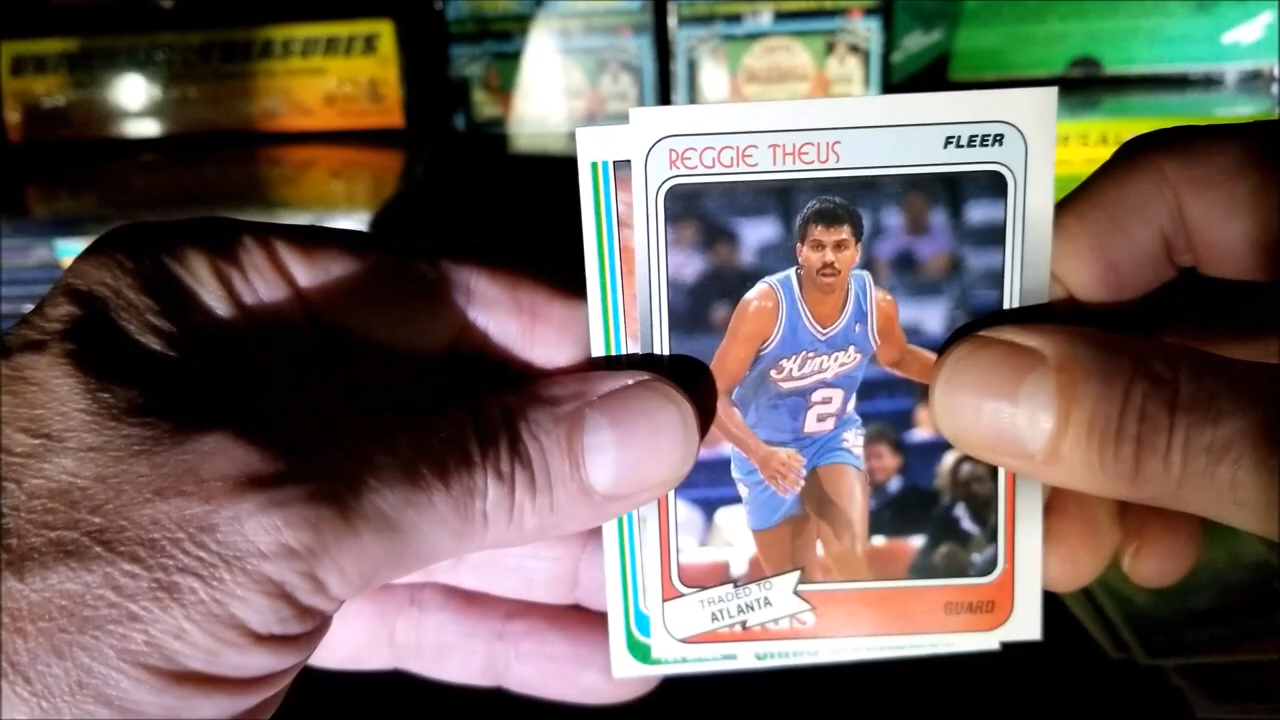 TREASURES
REGGIE THEUS
FLEER
Kings
2
TRADED TO
ATLANTA
GUARD